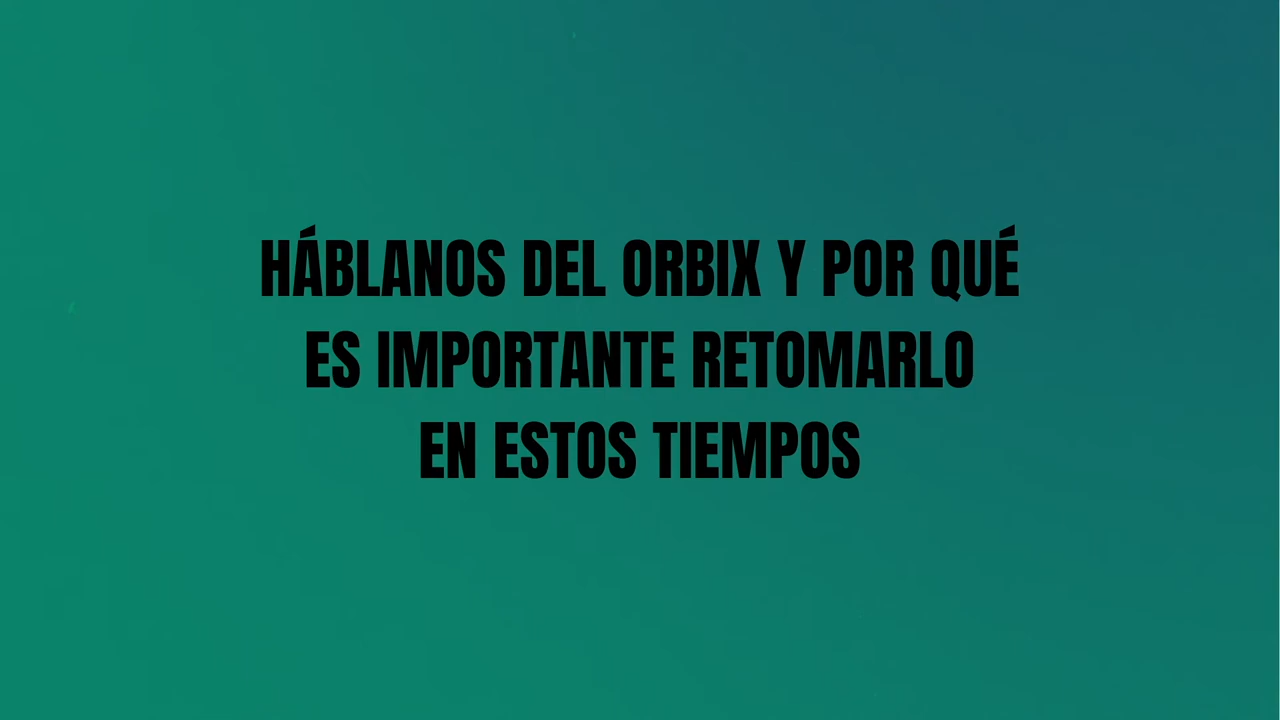 HÁBLANOS DEL ORBIX Y POR QUÉ
ES IMPORTANTE RETOMARLO
EN ESTOS TIEMPOS